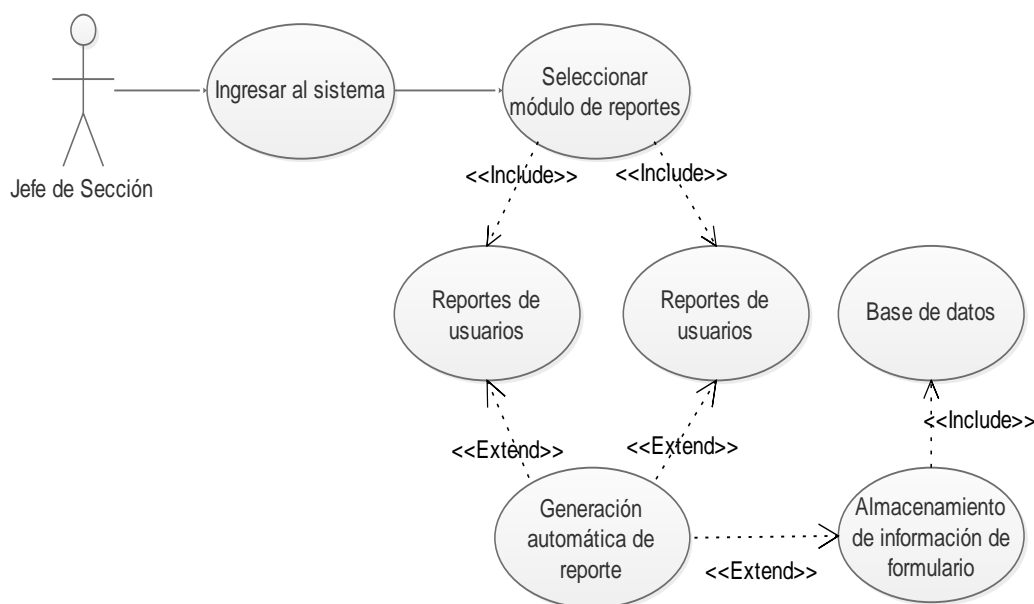 Ingresar al sistema
Seleccionar
módulo de reportes
Jefe de Sección
<<Include>>
<<Include>>
Reportes de
usuarios
Reportes de
usuarios
Base de datos
<<Include>>
<<Extend>>
<<Extend>>
Generación
automática de
reporte
<<Extend>>
Almacenamiento
de información de
formulario